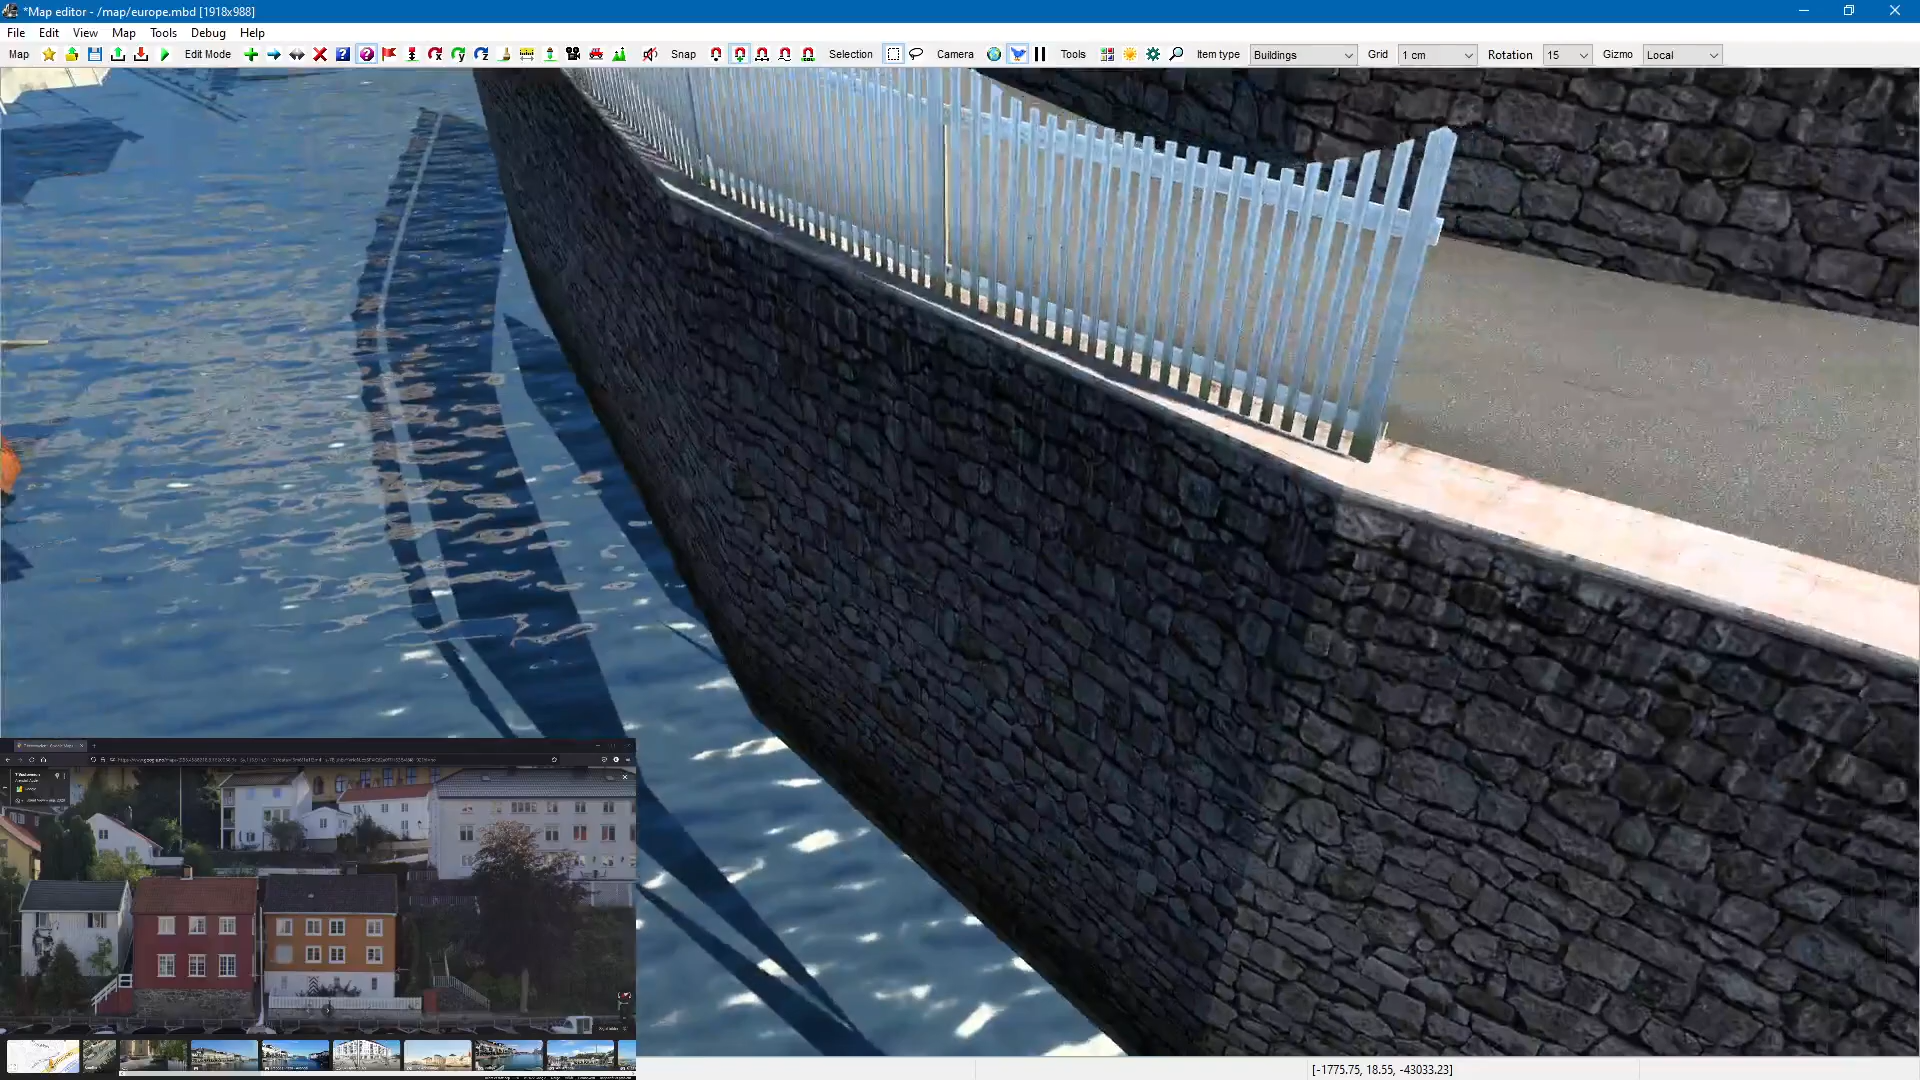 *Map editor - /map/europe.mbd [1918x988]
File Edit View Map Tools Debug Help
Map Edit Mode Snap Selection Camera Tools Item type Buildings Grid 1 cm Rotation 15 Gizmo Local
[-1775.75, 18.55, -43033.23]